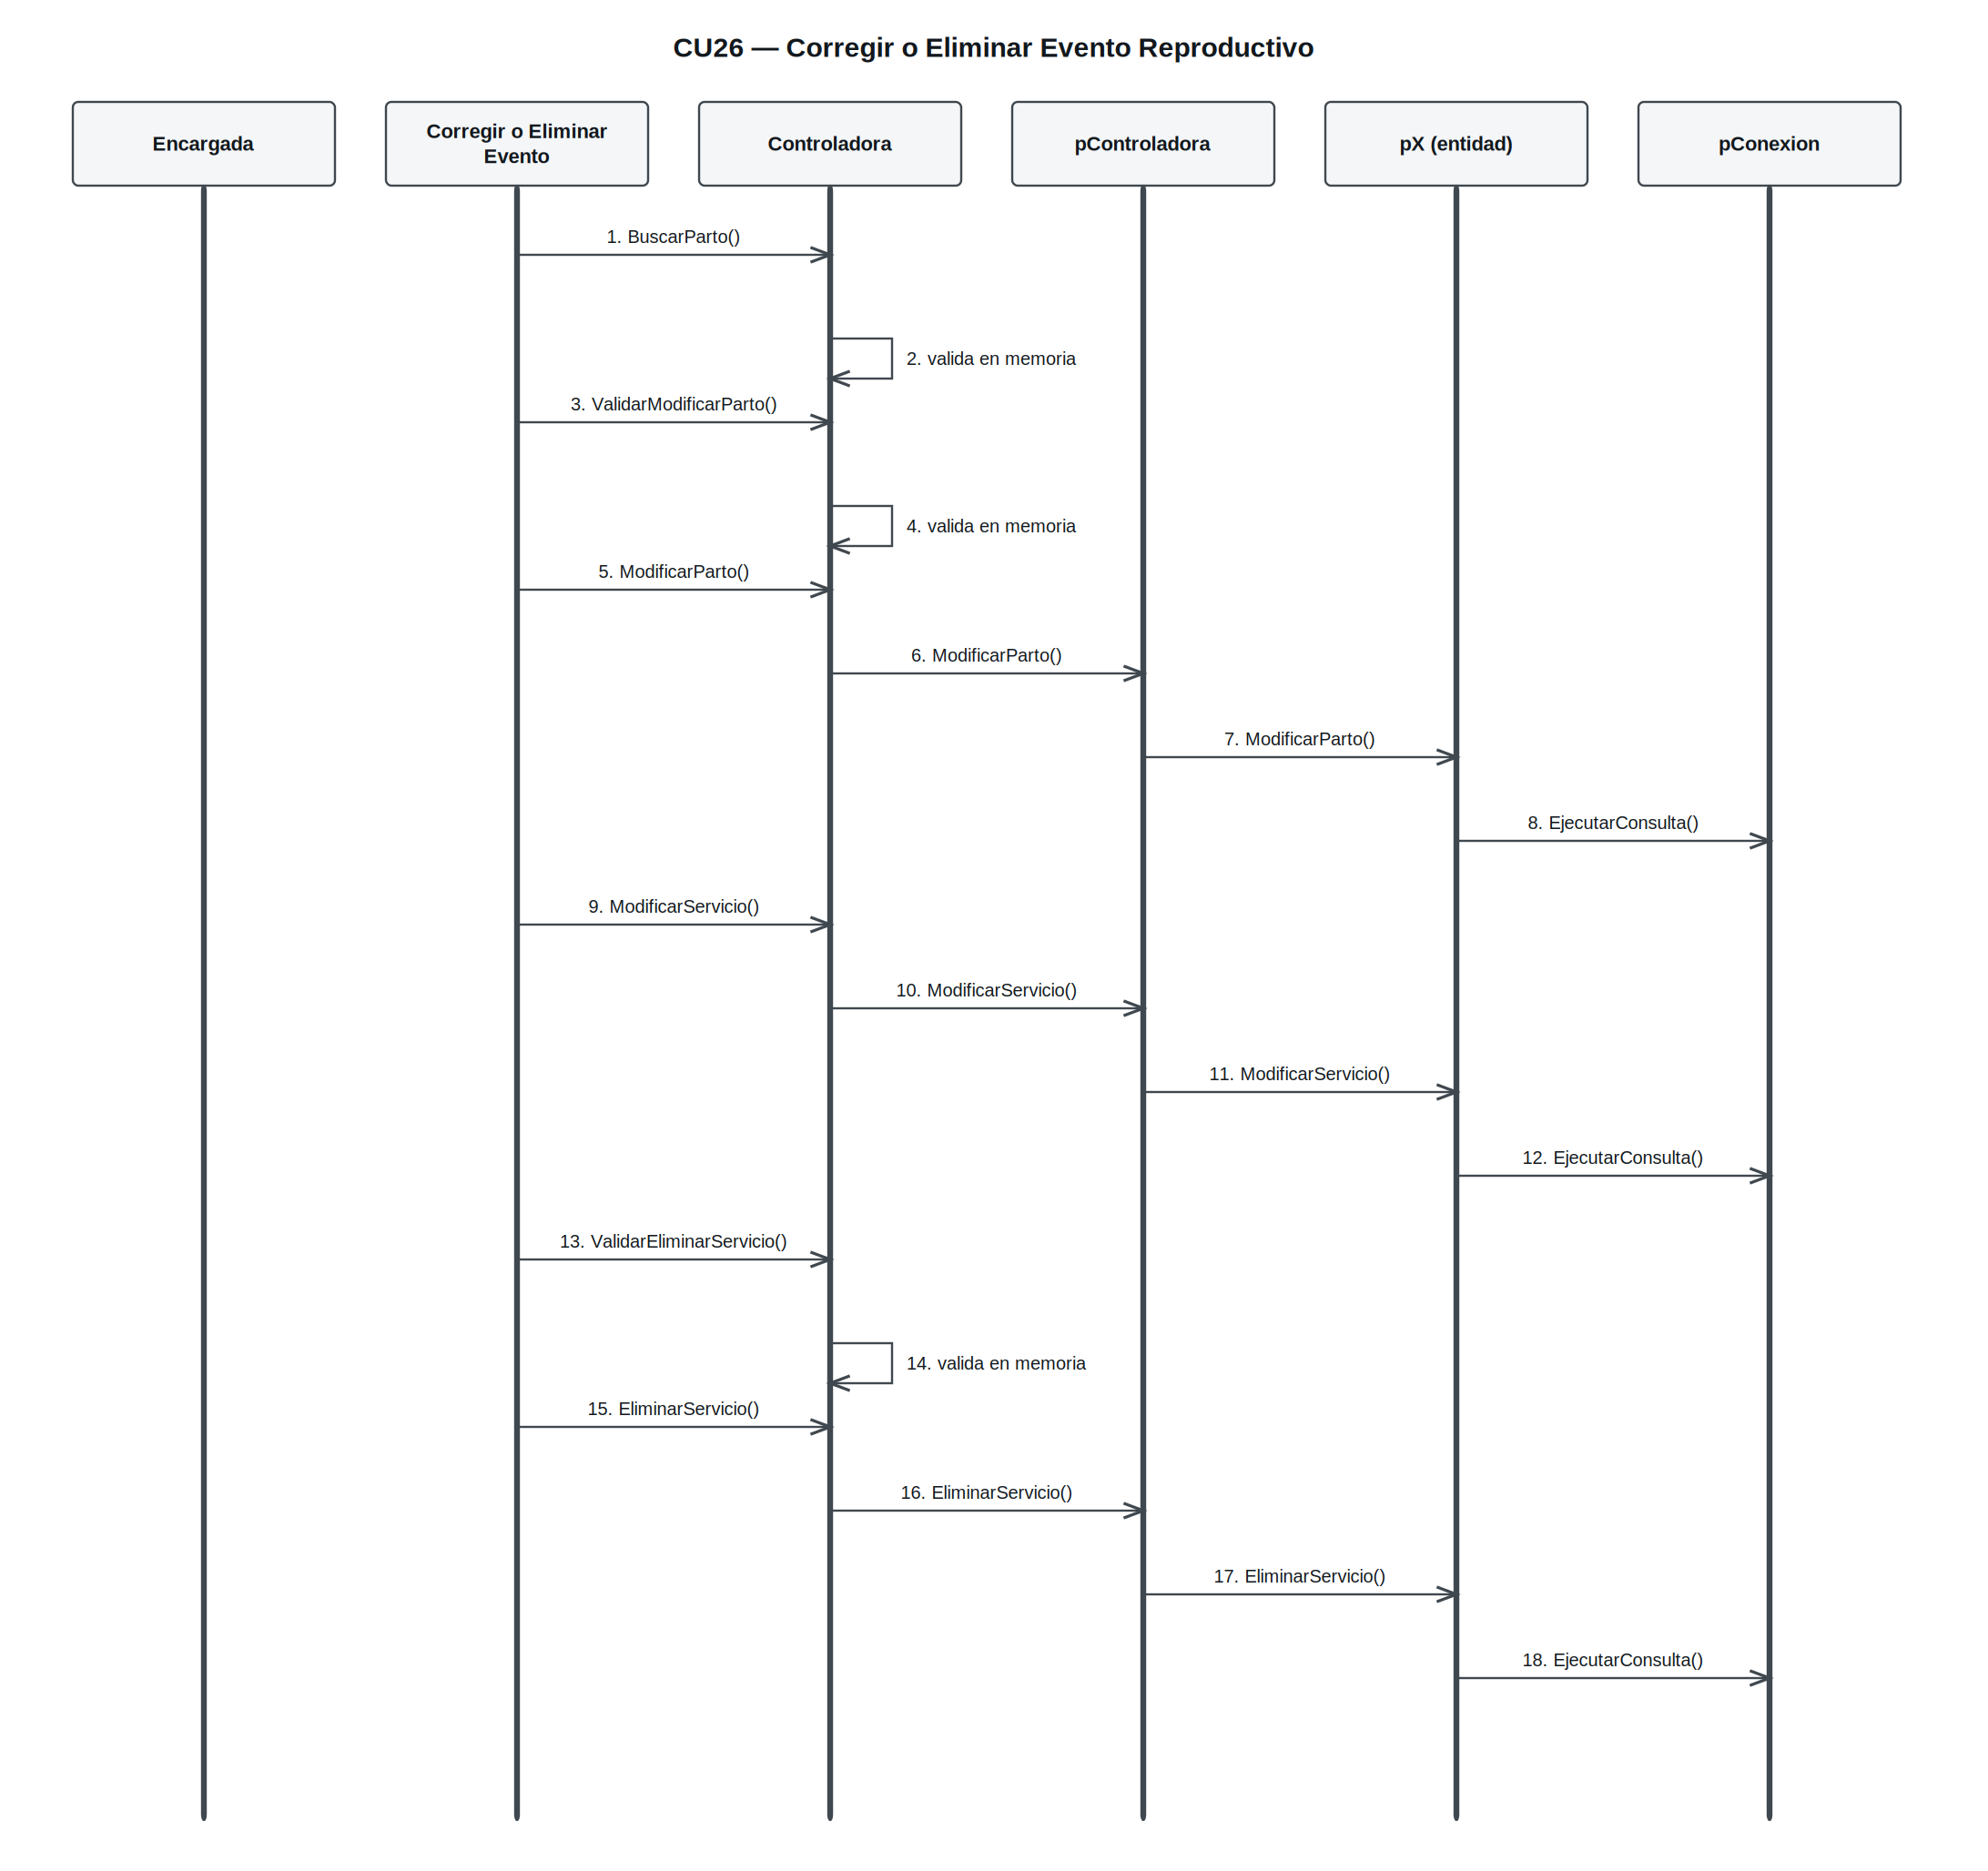 CU26 — Corregir o Eliminar Evento Reproductivo
Encargada
Corregir o Eliminar
Evento
Controladora
pControladora
pX (entidad)
pConexion
1. BuscarParto()
2. valida en memoria
3. ValidarModificarParto()
4. valida en memoria
5. ModificarParto()
6. ModificarParto()
7. ModificarParto()
8. EjecutarConsulta()
9. ModificarServicio()
10. ModificarServicio()
11. ModificarServicio()
12. EjecutarConsulta()
13. ValidarEliminarServicio()
14. valida en memoria
15. EliminarServicio()
16. EliminarServicio()
17. EliminarServicio()
18. EjecutarConsulta()